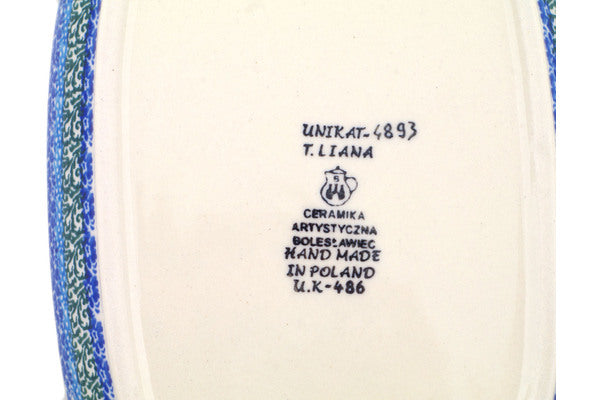 UNIKAT-4893
T. LIANA
B
CERAMIKA
ARTYSTYCZNA
BOLESŁAWIEC
HAND MADE
IN POLAND
U.K-486